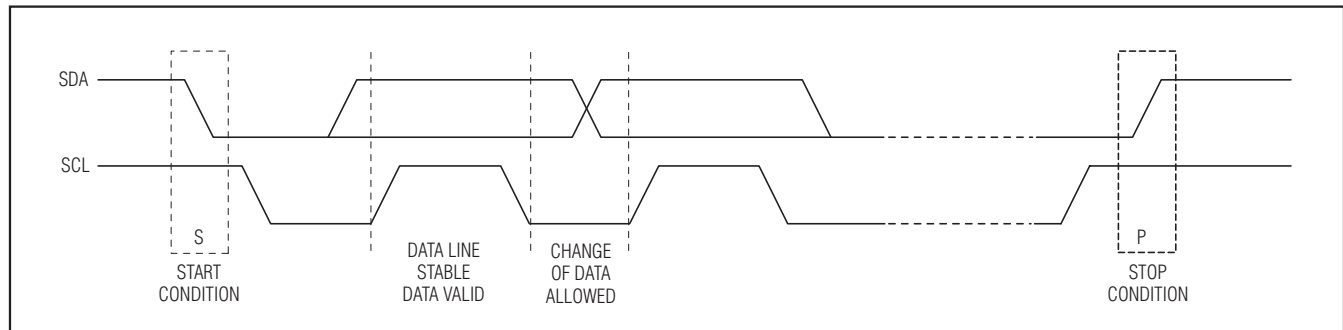 SDA
SCL
S
START
CONDITION
DATA LINE
STABLE
DATA VALID
CHANGE
OF DATA
ALLOWED
P
STOP
CONDITION